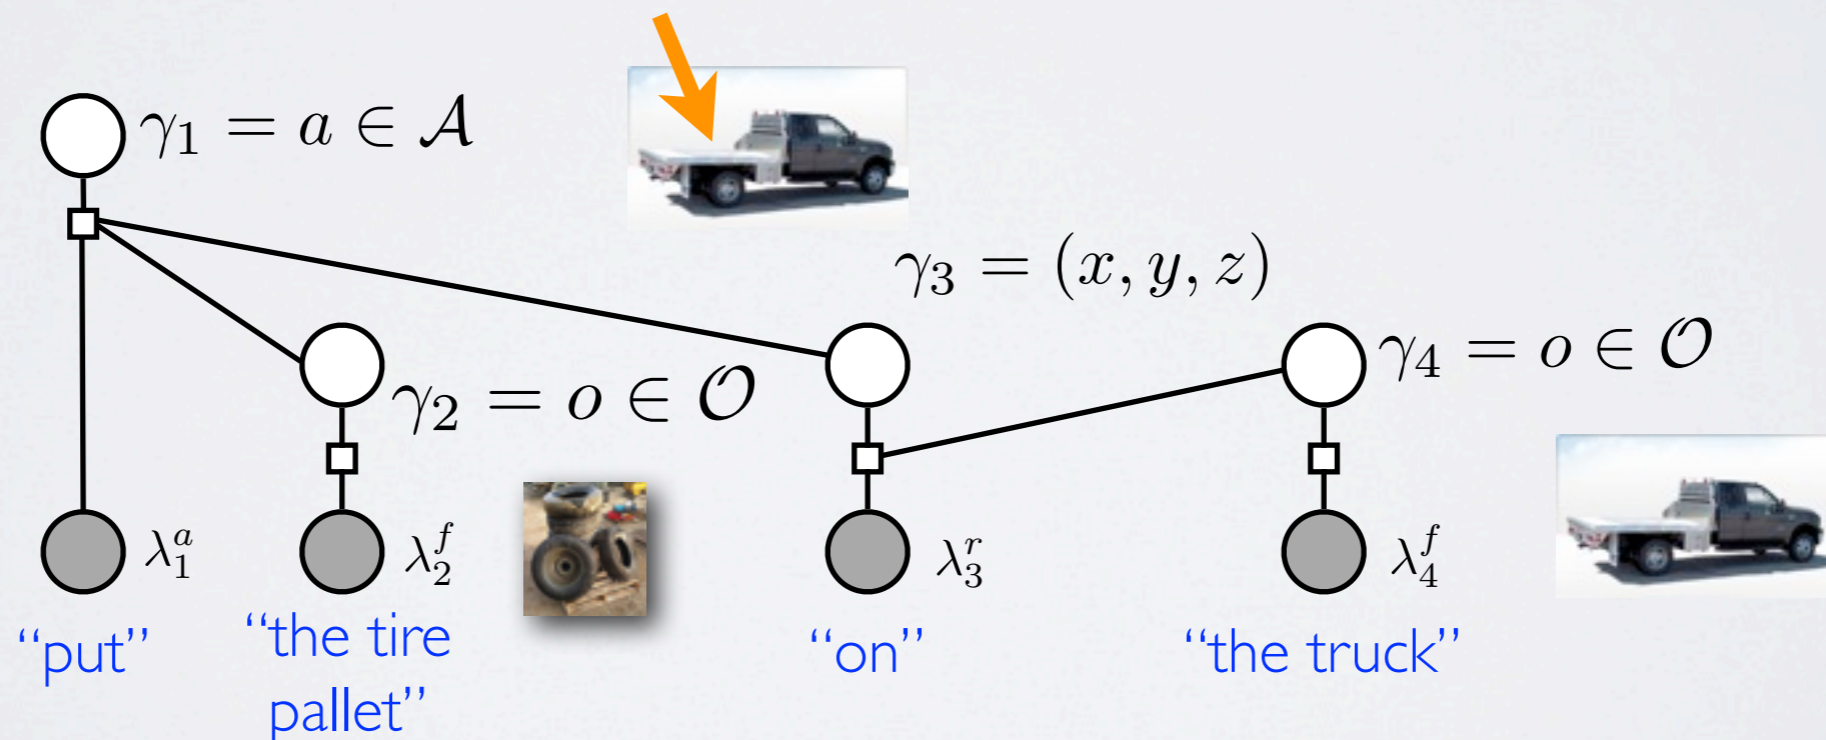 γ₁ = a ∈ 𝒜
γ₃ = (x, y, z)
γ₂ = o ∈ 𝒪
γ₄ = o ∈ 𝒪
λ₁ᵃ
λ₂ᶠ
λ₃ʳ
λ₄ᶠ
“put”
“the tire
pallet”
“on”
“the truck”